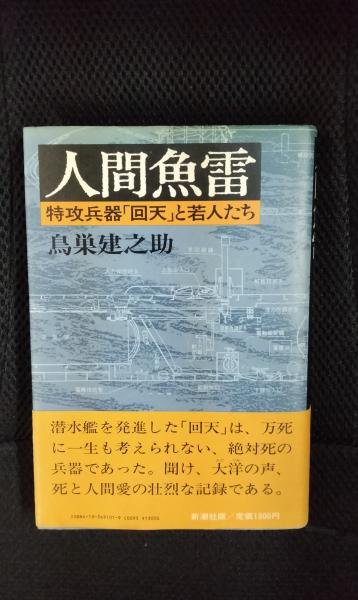 人間魚雷
特攻兵器「回天」と若人たち
鳥巣建之助
潜水艦を発進した「回天」は、万死
に一生も考えられない、絶対死の
兵器であった。聞け、大洋の声、
死と人間愛の壮烈な記録である。
新潮社版／定価1300円